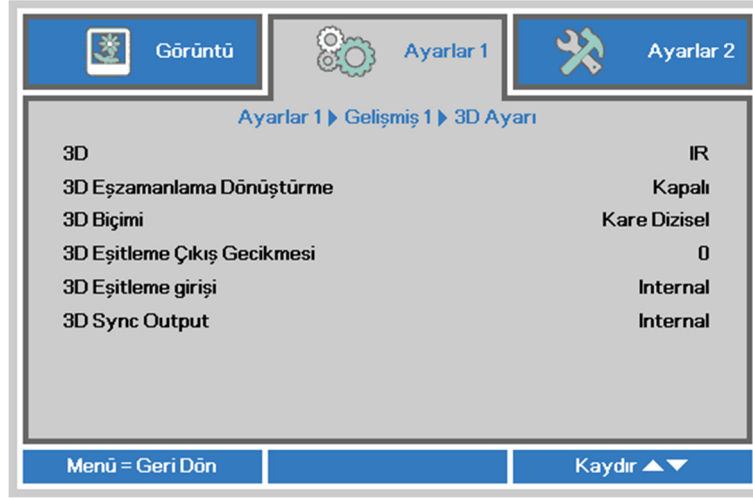 Görüntü
Ayarlar 1
Ayarlar 2
Ayarlar 1 Gelişmiş 1 3D Ayarı
3D IR
3D Eşzamanlama Dönüştürme Kapalı
3D Biçimi Kare Dizisel
3D Eşitleme Çıkış Gecikmesi 0
3D Eşitleme girişi Internal
3D Sync Output Internal
Menü = Geri Dön
Kaydır ▲▼